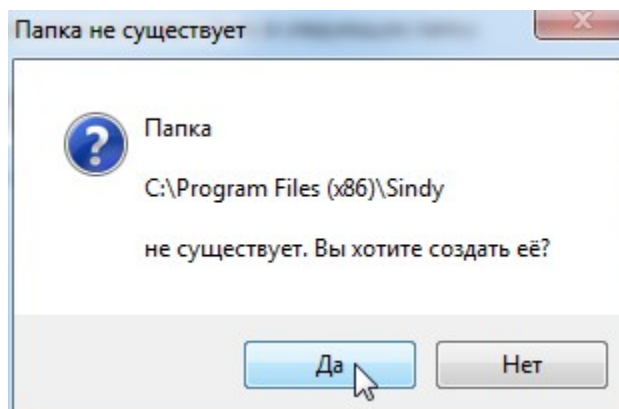 Папка не существует
Папка
C:\Program Files (x86)\Sindy
не существует. Вы хотите создать её?
Да
Нет